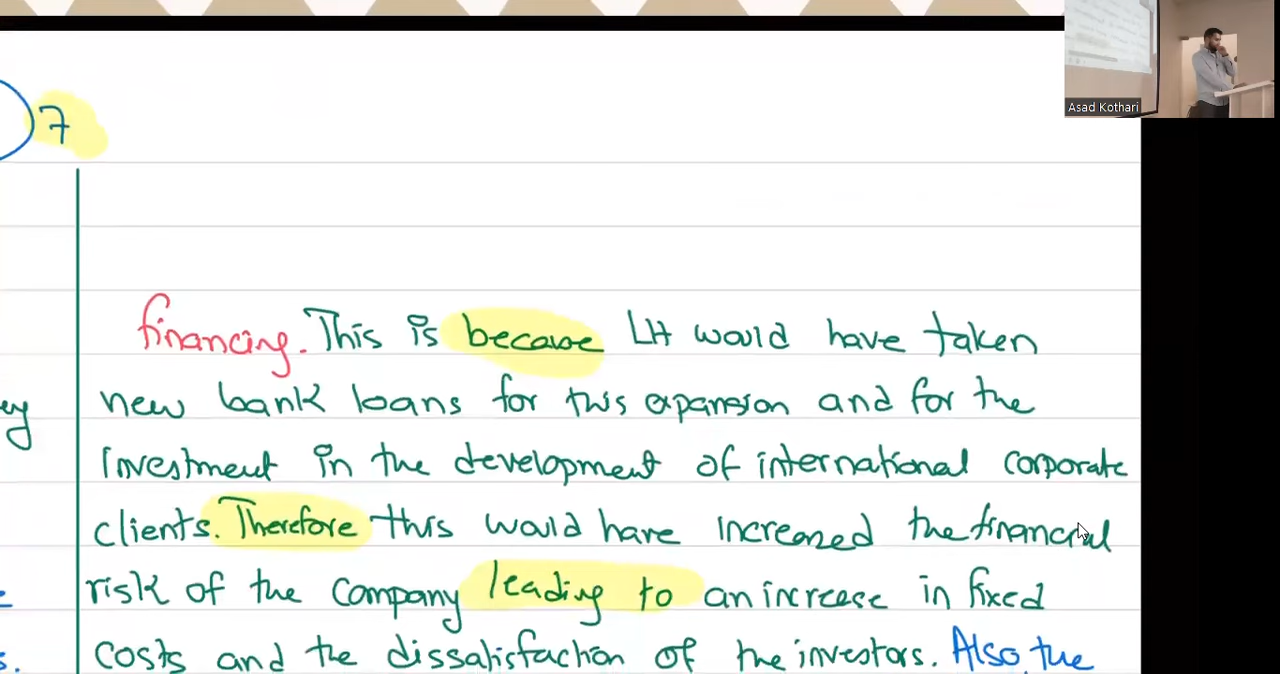 Asad Kothari
7
financing. This is because LH would have taken
ey
new bank loans for this expansion and for the
investment in the development of international corporate
clients. Therefore this would have increased the financial
risk of the company leading to an increase in fixed
costs and the dissatisfaction of the investors. Also, the
s.